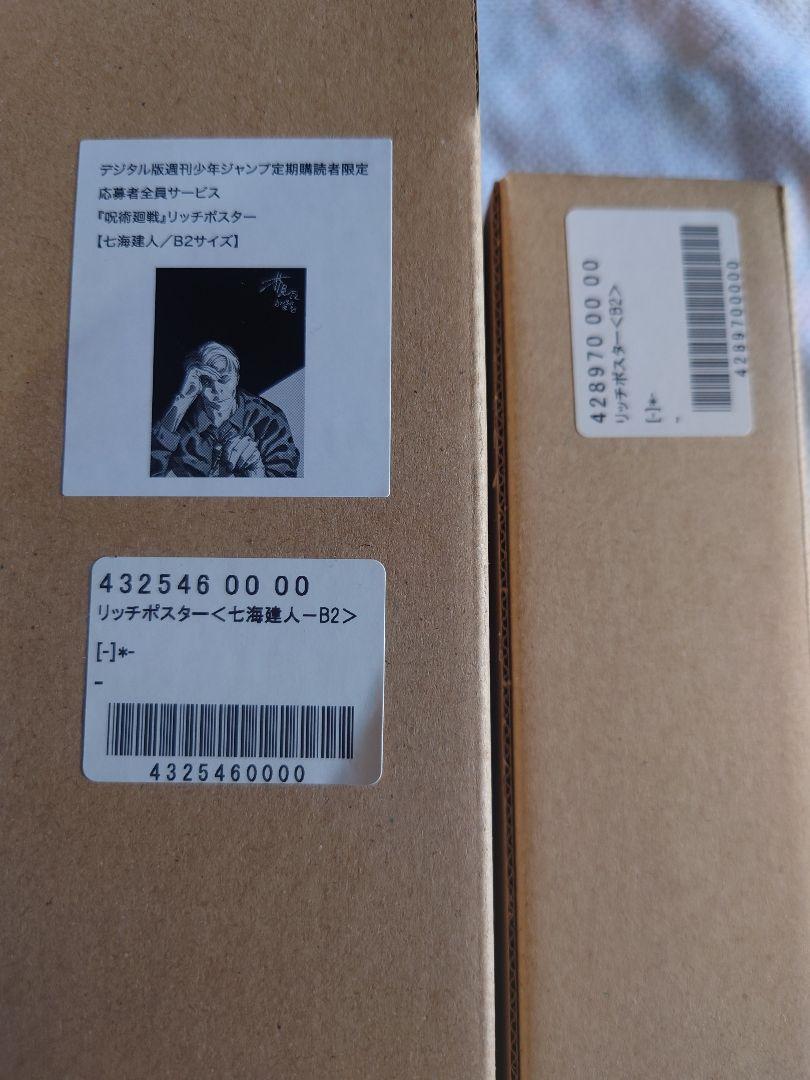 デジタル版週刊少年ジャンプ定期購読者限定
応募者全員サービス
『呪術廻戦』リッチポスター
【七海建人／B2サイズ】
432546 00 00
リッチポスター＜七海建人－B2＞
[-]*-
-
4325460000
428970 00 00
リッチポスター＜B2＞
[-]*-
-
4289700000